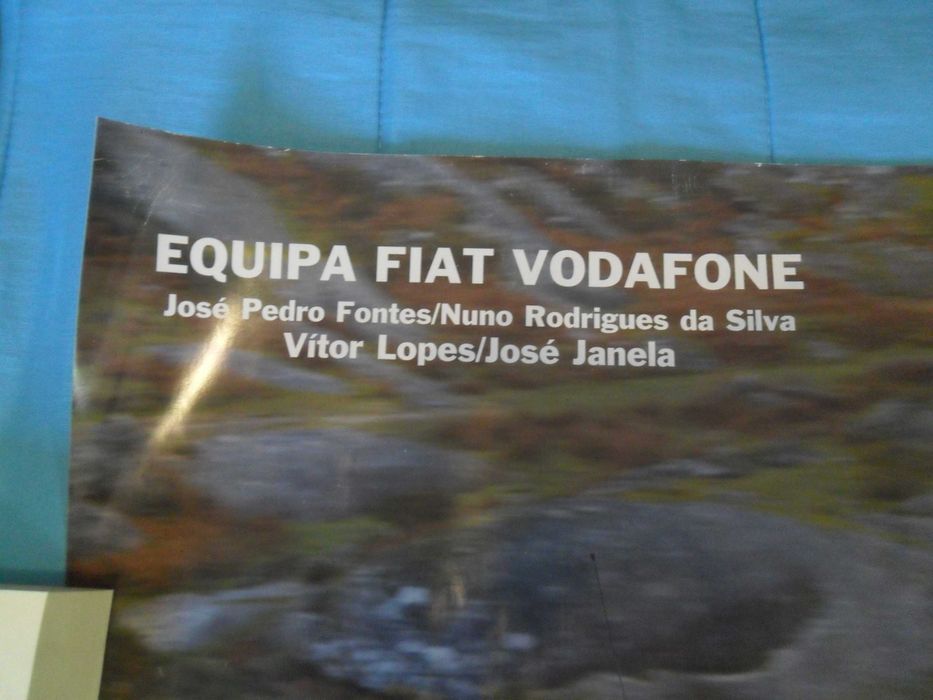 EQUIPA FIAT VODAFONE
José Pedro Fontes/Nuno Rodrigues da Silva
Vítor Lopes/José Janela